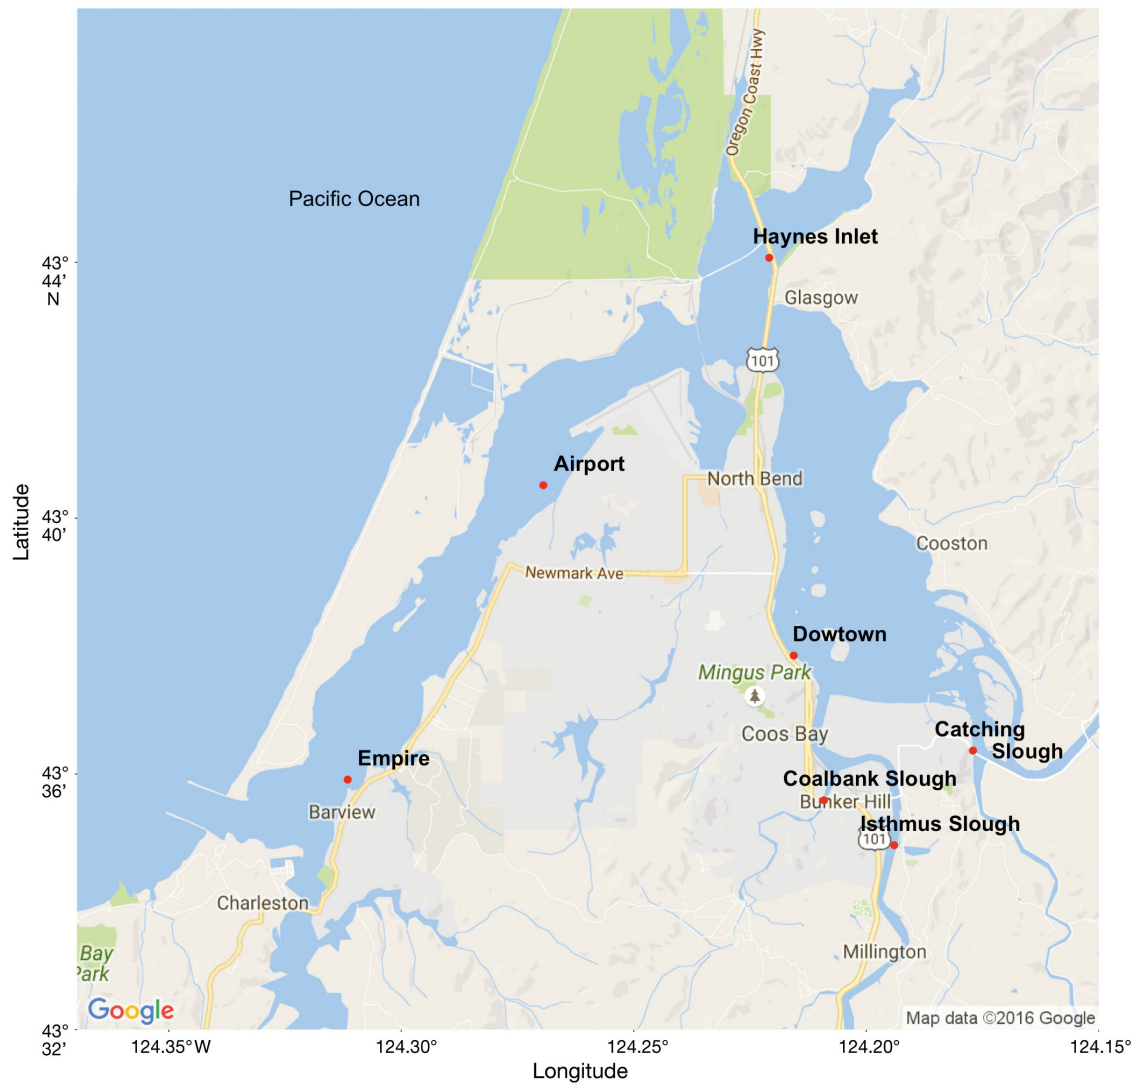 Oregon Coast Hwy
Pacific Ocean
Haynes Inlet
43°
44’
N
Glasgow
101
Airport
North Bend
Latitude
43°
40’
Cooston
Newmark Ave
Dowtown
Mingus Park
Catching
Coos Bay
Slough
Empire
43°
36’
Coalbank Slough
Bunker Hill
Barview
Isthmus Slough
101
Charleston
Bay
Park
Millington
Google
Map data ©2016 Google
43°
32’
124.35°W
124.30°
124.25°
124.20°
124.15°
Longitude